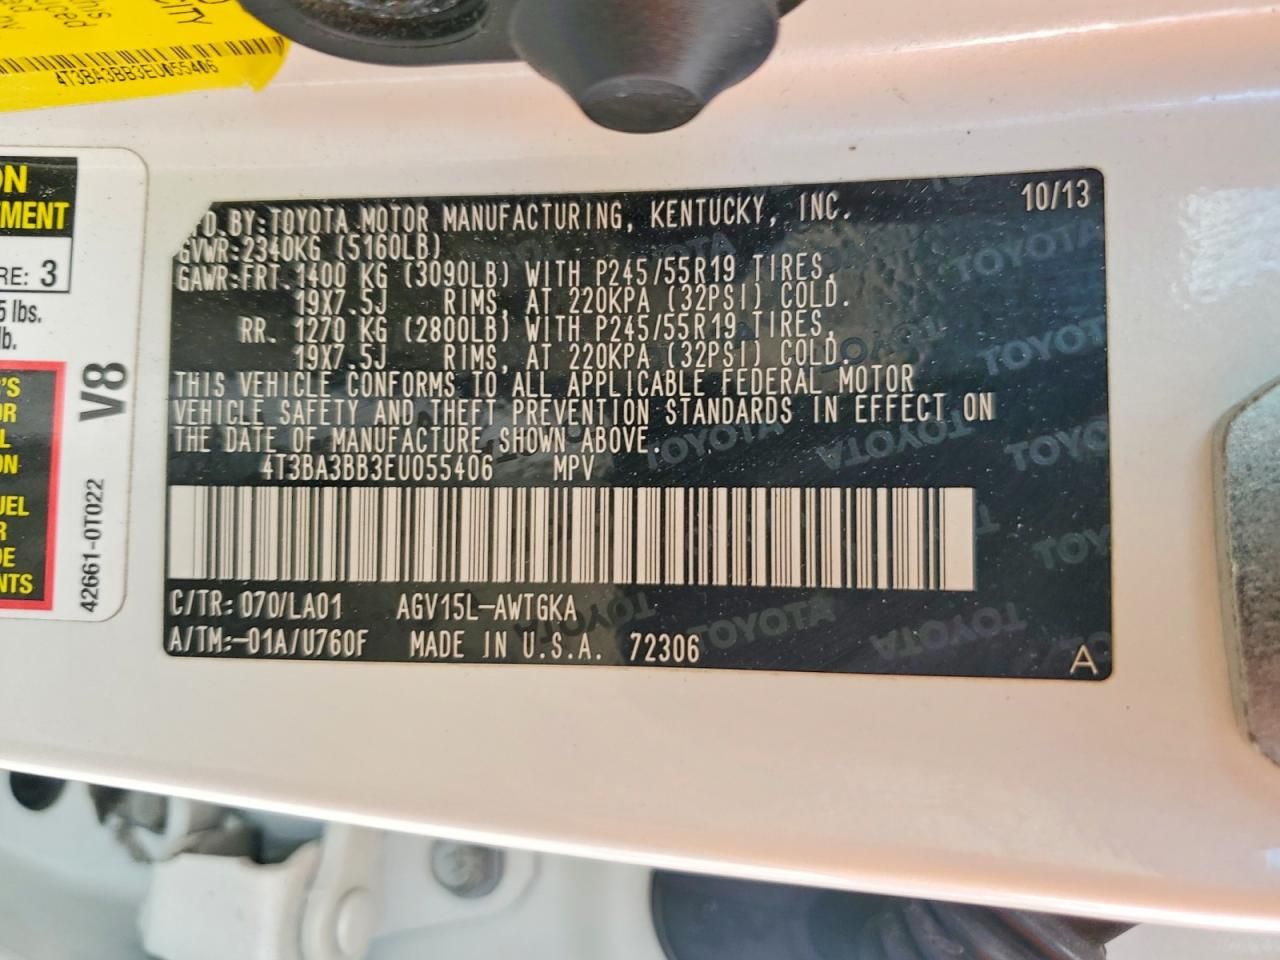 CITY
this
4T3BA3BB3EU055406
ON
RE: 3
5 lbs.
lb.
V8
42661-0T022
FD.BY:TOYOTA MOTOR MANUFACTURING, KENTUCKY, INC. 10/13
GVWR:2340KG (5160LB)
GAWR:FRT. 1400 KG (3090LB) WITH P245/55R19 TIRES,
19X7.5J RIMS, AT 220KPA (32PSI) COLD.
RR. 1270 KG (2800LB) WITH P245/55R19 TIRES,
19X7.5J RIMS, AT 220KPA (32PSI) COLD.
THIS VEHICLE CONFORMS TO ALL APPLICABLE FEDERAL MOTOR
VEHICLE SAFETY AND THEFT PREVENTION STANDARDS IN EFFECT ON
THE DATE OF MANUFACTURE SHOWN ABOVE.
4T3BA3BB3EU055406 MPV
C/TR: 070/LA01 AGV15L-AWTGKA
A/TM:-01A/U760F MADE IN U.S.A. 72306
A